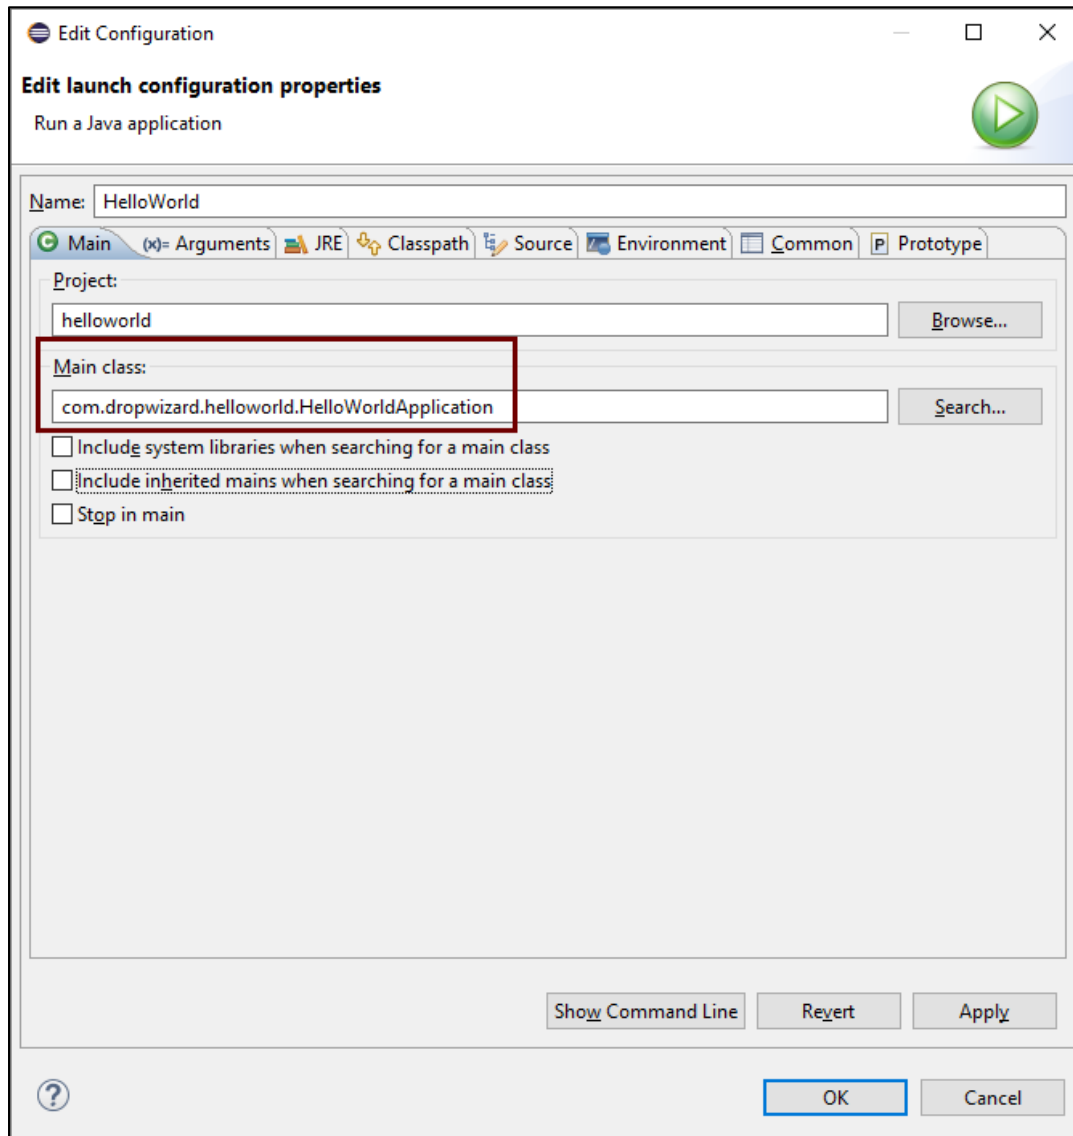 Edit Configuration
Edit launch configuration properties
Run a Java application
Name: HelloWorld
Main (x)= Arguments JRE Classpath Source Environment Common P Prototype
Project:
helloworld Browse...
Main class:
com.dropwizard.helloworld.HelloWorldApplication Search...
Include system libraries when searching for a main class
Include inherited mains when searching for a main class
Stop in main
Show Command Line Revert Apply
? OK Cancel